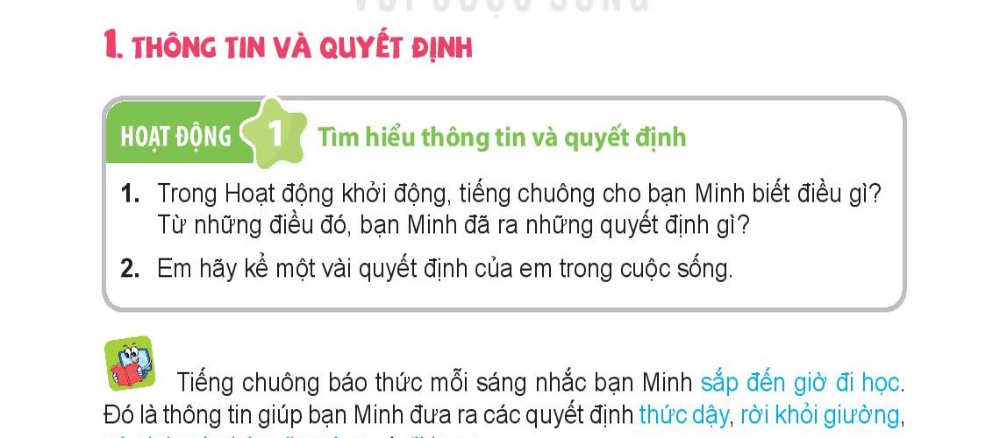 1. THÔNG TIN VÀ QUYẾT ĐỊNH
HOẠT ĐỘNG 1 Tìm hiểu thông tin và quyết định
1. Trong Hoạt động khởi động, tiếng chuông cho bạn Minh biết điều gì?
Từ những điều đó, bạn Minh đã ra những quyết định gì?
2. Em hãy kể một vài quyết định của em trong cuộc sống.
Tiếng chuông báo thức mỗi sáng nhắc bạn Minh sắp đến giờ đi học.
Đó là thông tin giúp bạn Minh đưa ra các quyết định thức dậy, rời khỏi giường,